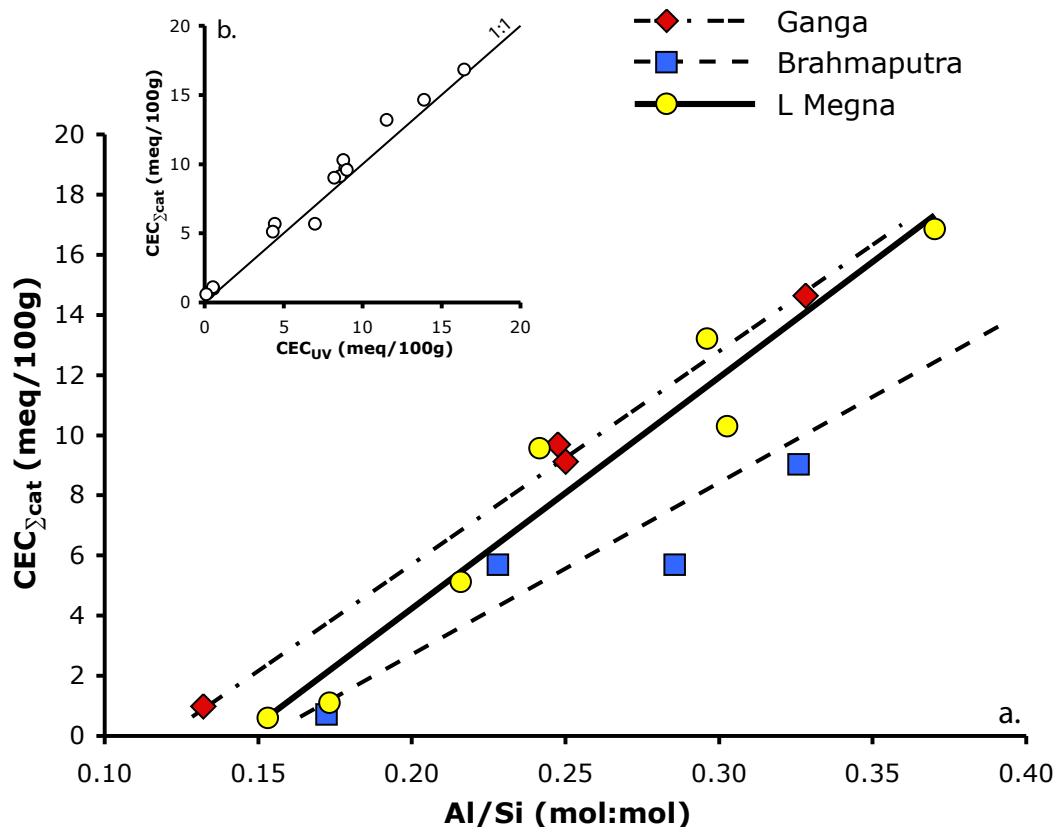 Ganga
Brahmaputra
L Megna
b.
1:1
20
15
10
5
0
CEC∑cat (meq/100g)
0 5 10 15 20
CECUV (meq/100g)
20
18
16
14
12
10
8
6
4
2
0
CEC∑cat (meq/100g)
a.
0.10 0.15 0.20 0.25 0.30 0.35 0.40
Al/Si (mol:mol)